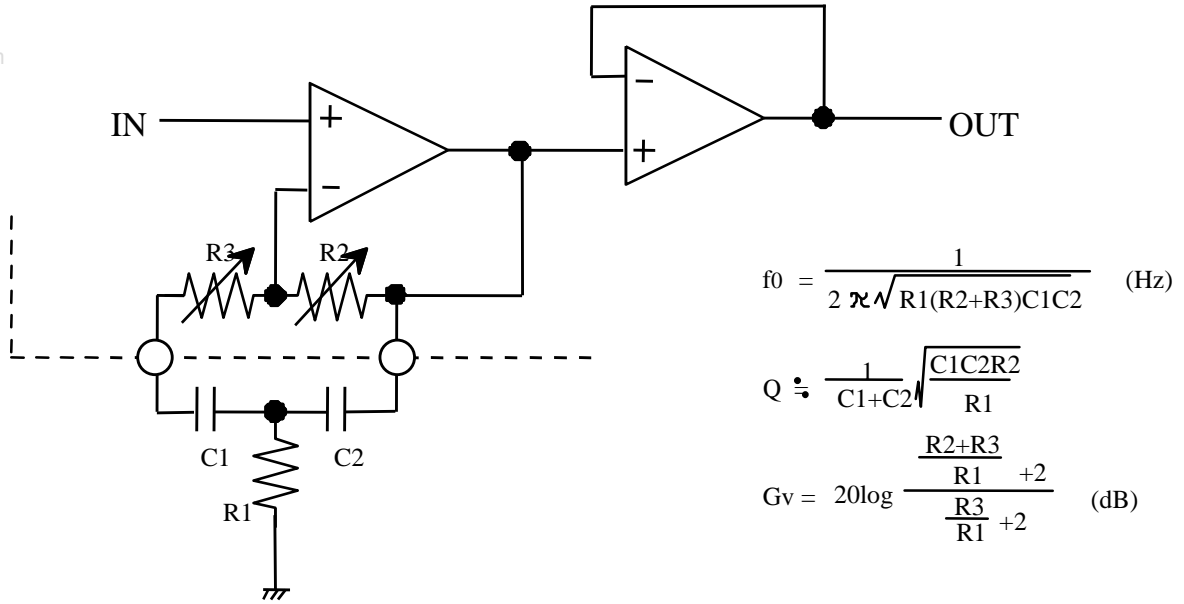 IN
+
−
−
+
OUT
R3
R2
C1
C2
R1
f0 = 1 / 2π√R1(R2+R3)C1C2 (Hz)
Q ≒ 1 / C1+C2 √C1C2R2 / R1
Gv = 20log R2+R3 / R1 +2 / R3 / R1 +2 (dB)